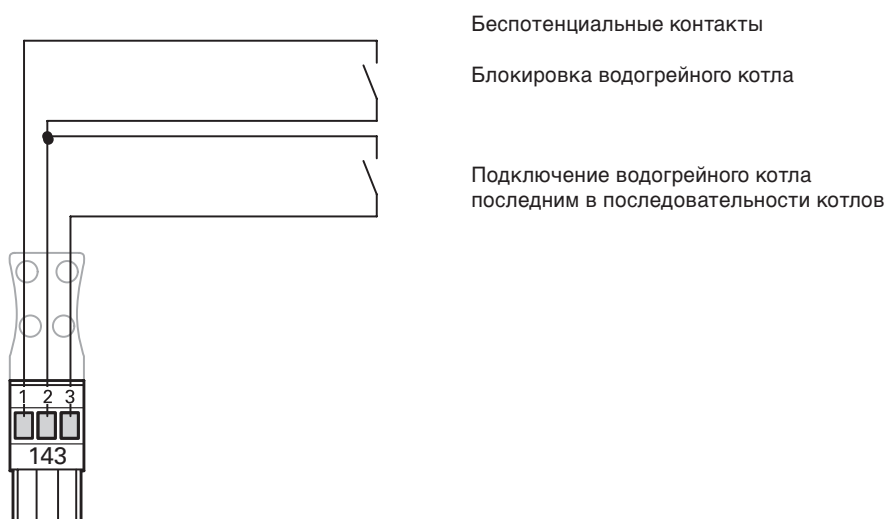 Беспотенциальные контакты
Блокировка водогрейного котла
Подключение водогрейного котла
последним в последовательности котлов
1 2 3
143